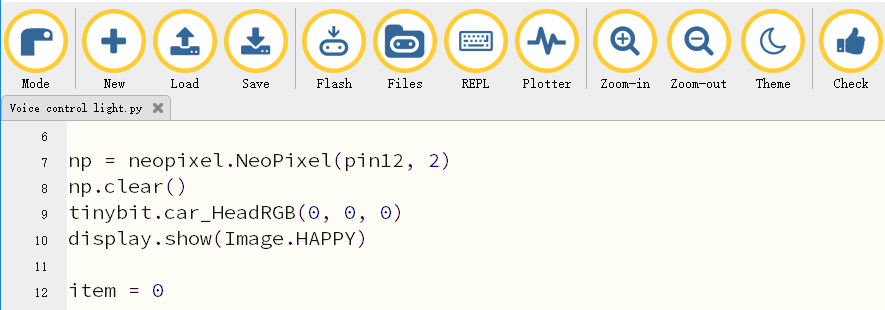 Mode New Load Save Flash Files REPL Plotter Zoom-in Zoom-out Theme Check
Voice control light.py
6
7 np = neopixel.NeoPixel(pin12, 2)
8 np.clear()
9 tinybit.car_HeadRGB(0, 0, 0)
10 display.show(Image.HAPPY)
11
12 item = 0